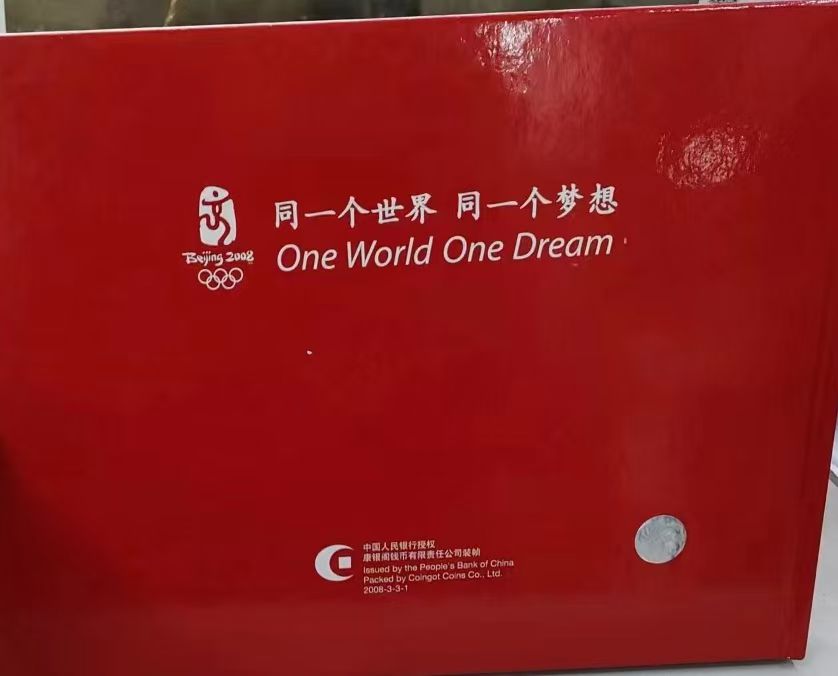 同一个世界 同一个梦想
One World One Dream
Beijing 2008
中国人民银行授权
康银阁钱币有限责任公司装帧
Issued by the People's Bank of China
Packed by Coingot Coins Co., Ltd.
2008-3-3-1